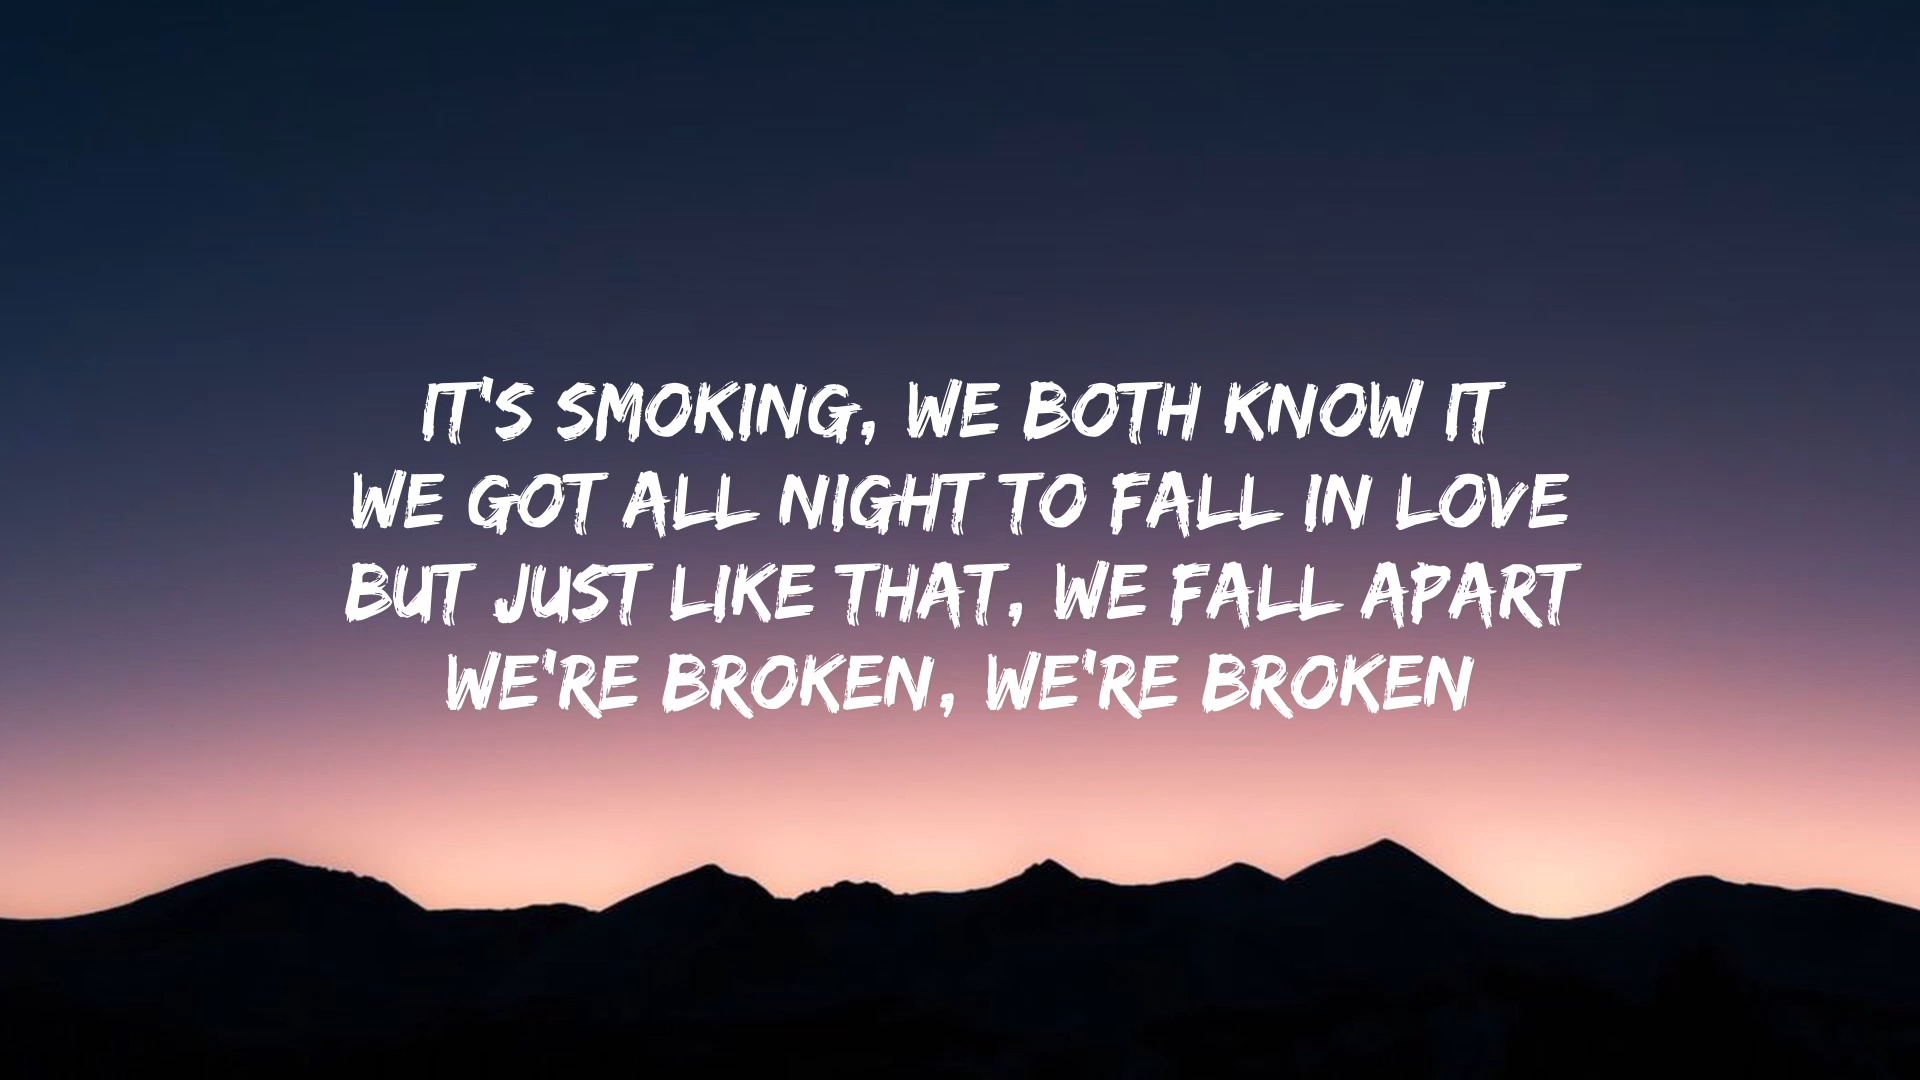 IT'S SMOKING, WE BOTH KNOW IT
WE GOT ALL NIGHT TO FALL IN LOVE
BUT JUST LIKE THAT, WE FALL APART
WE'RE BROKEN, WE'RE BROKEN